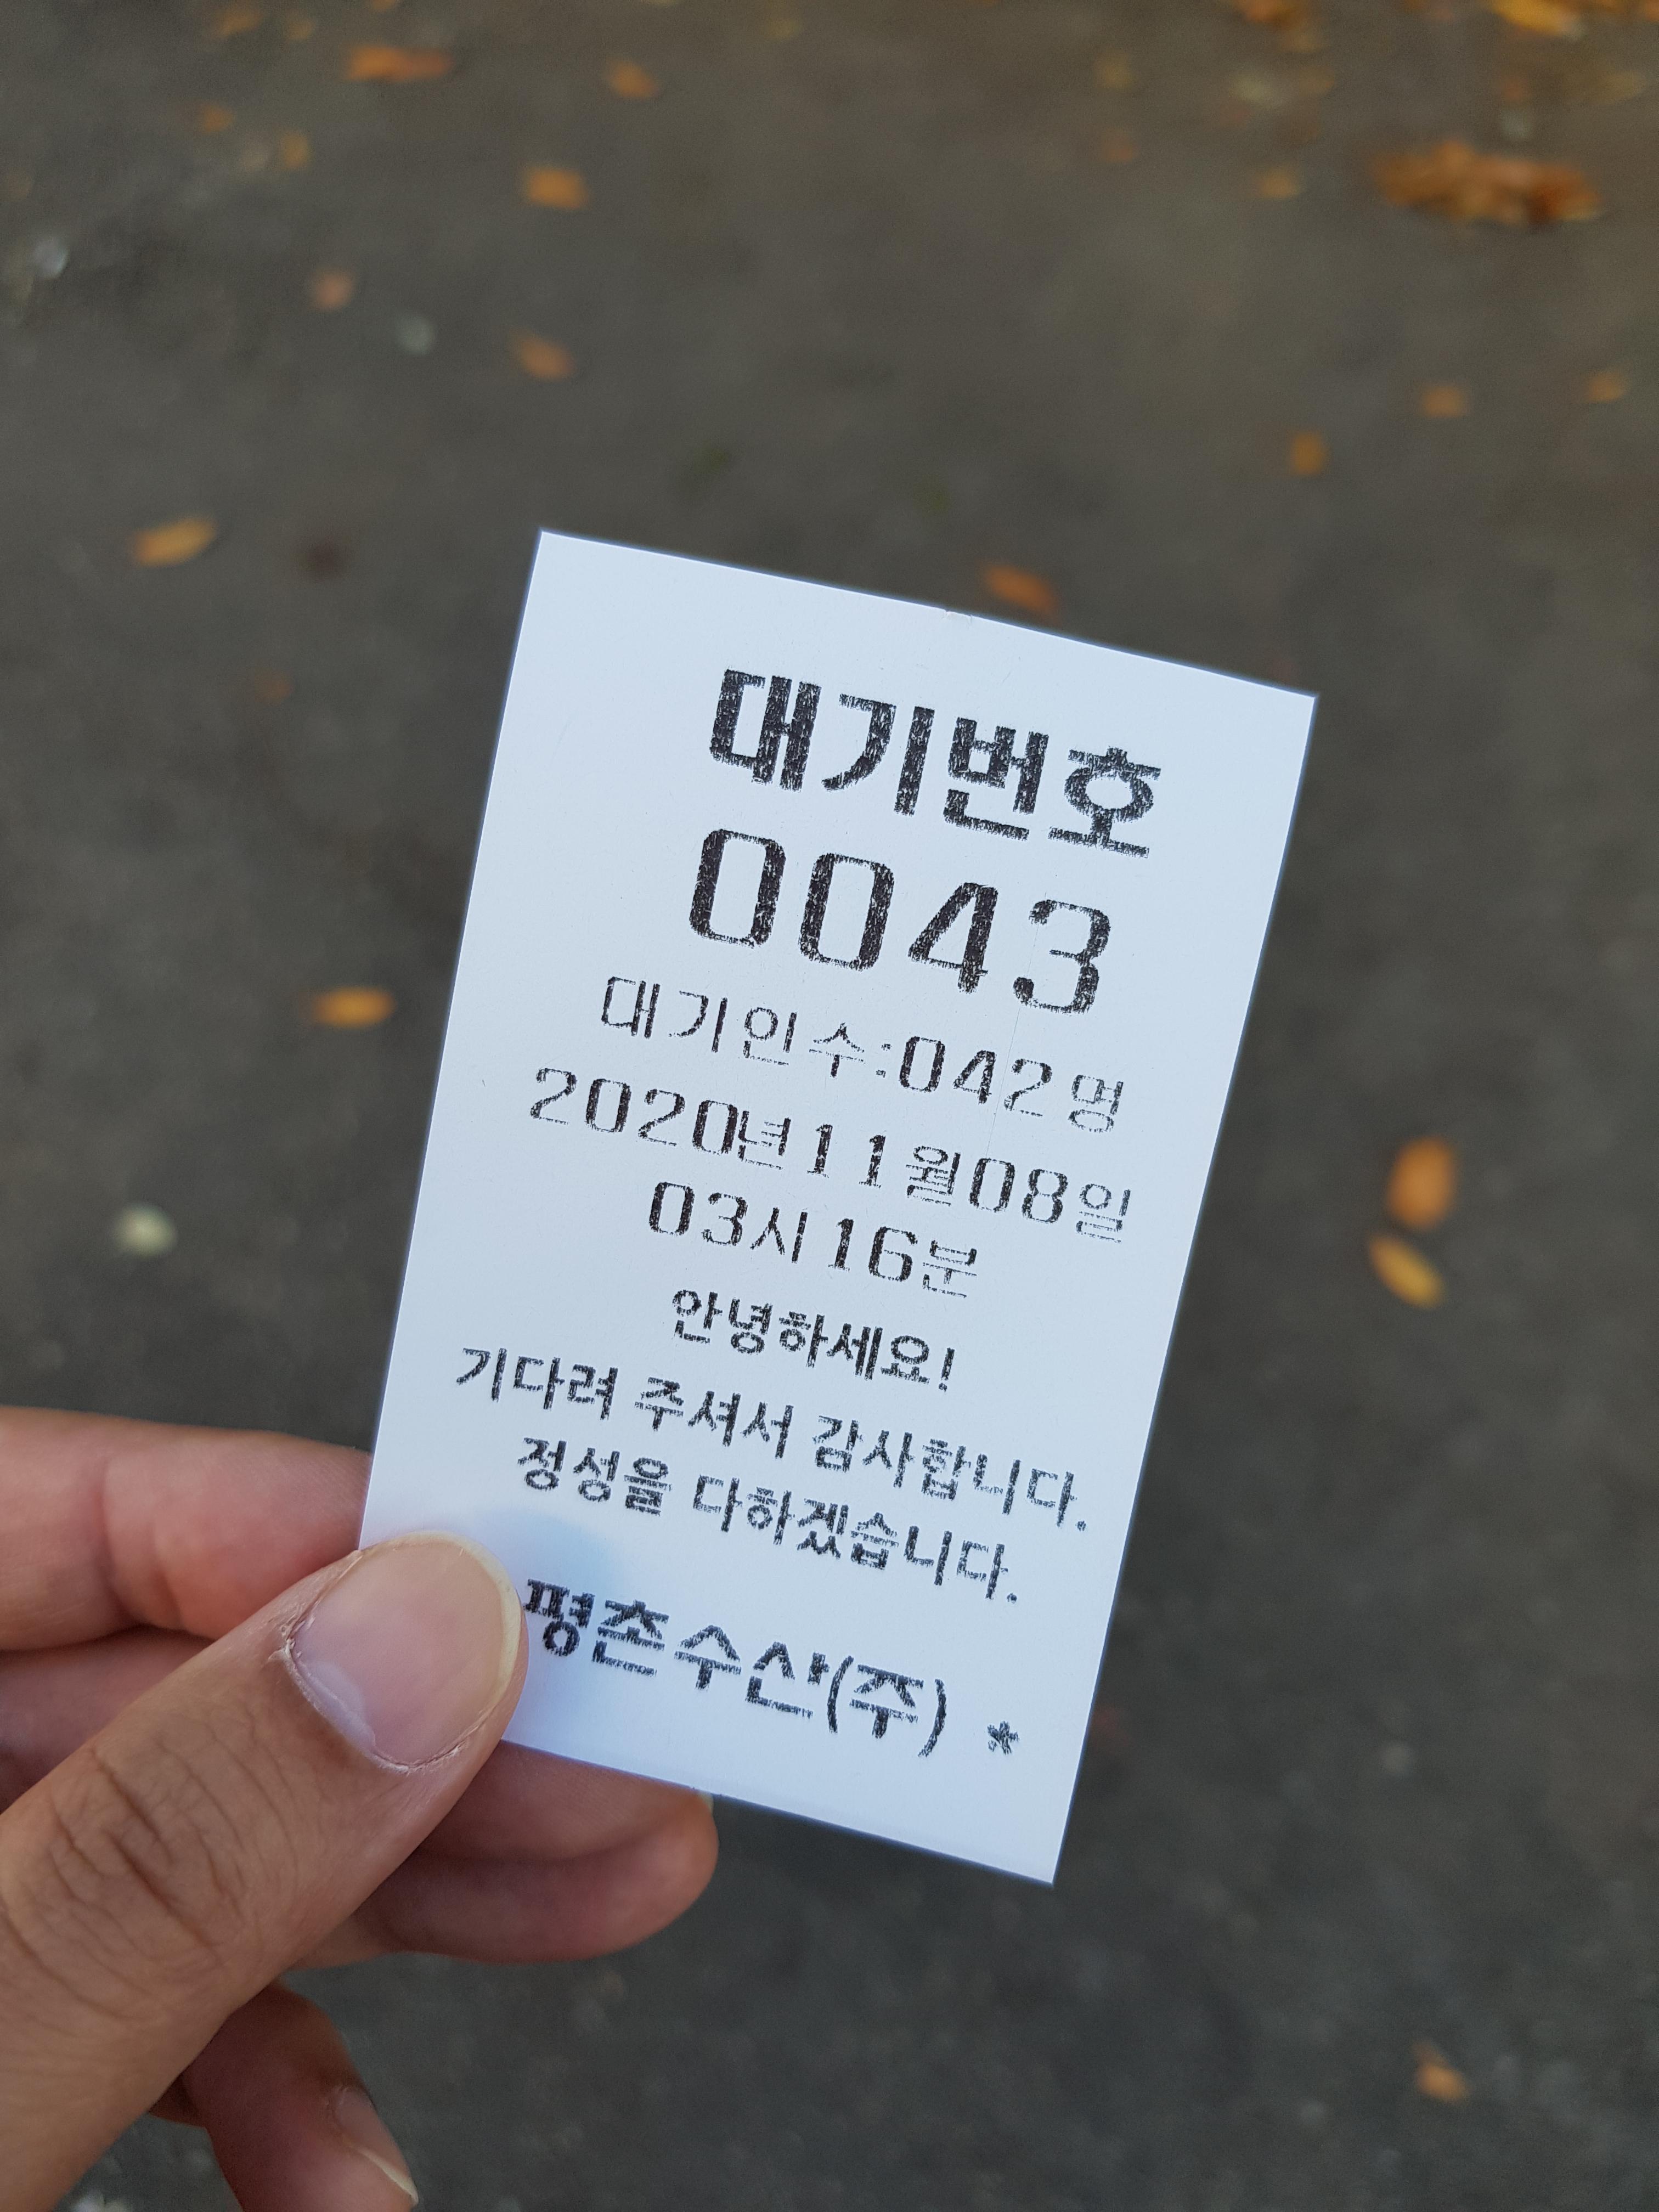 대기번호
0043
대기인수:042명
2020년11월08일
03시16분
안녕하세요!
기다려 주셔서 감사합니다.
정성을 다하겠습니다.
평촌수산(주) *